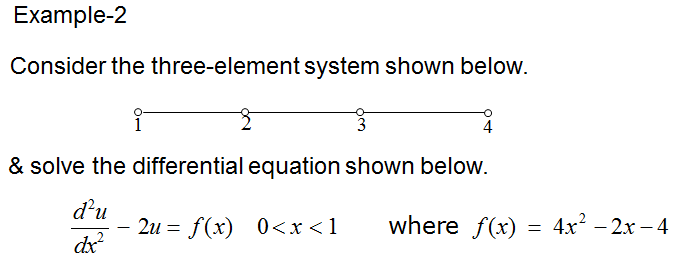 Example-2
Consider the three-element system shown below.
1 2 3 4
& solve the differential equation shown below.
d²u/dx² − 2u = f(x) 0<x<1 where f(x) = 4x² − 2x − 4